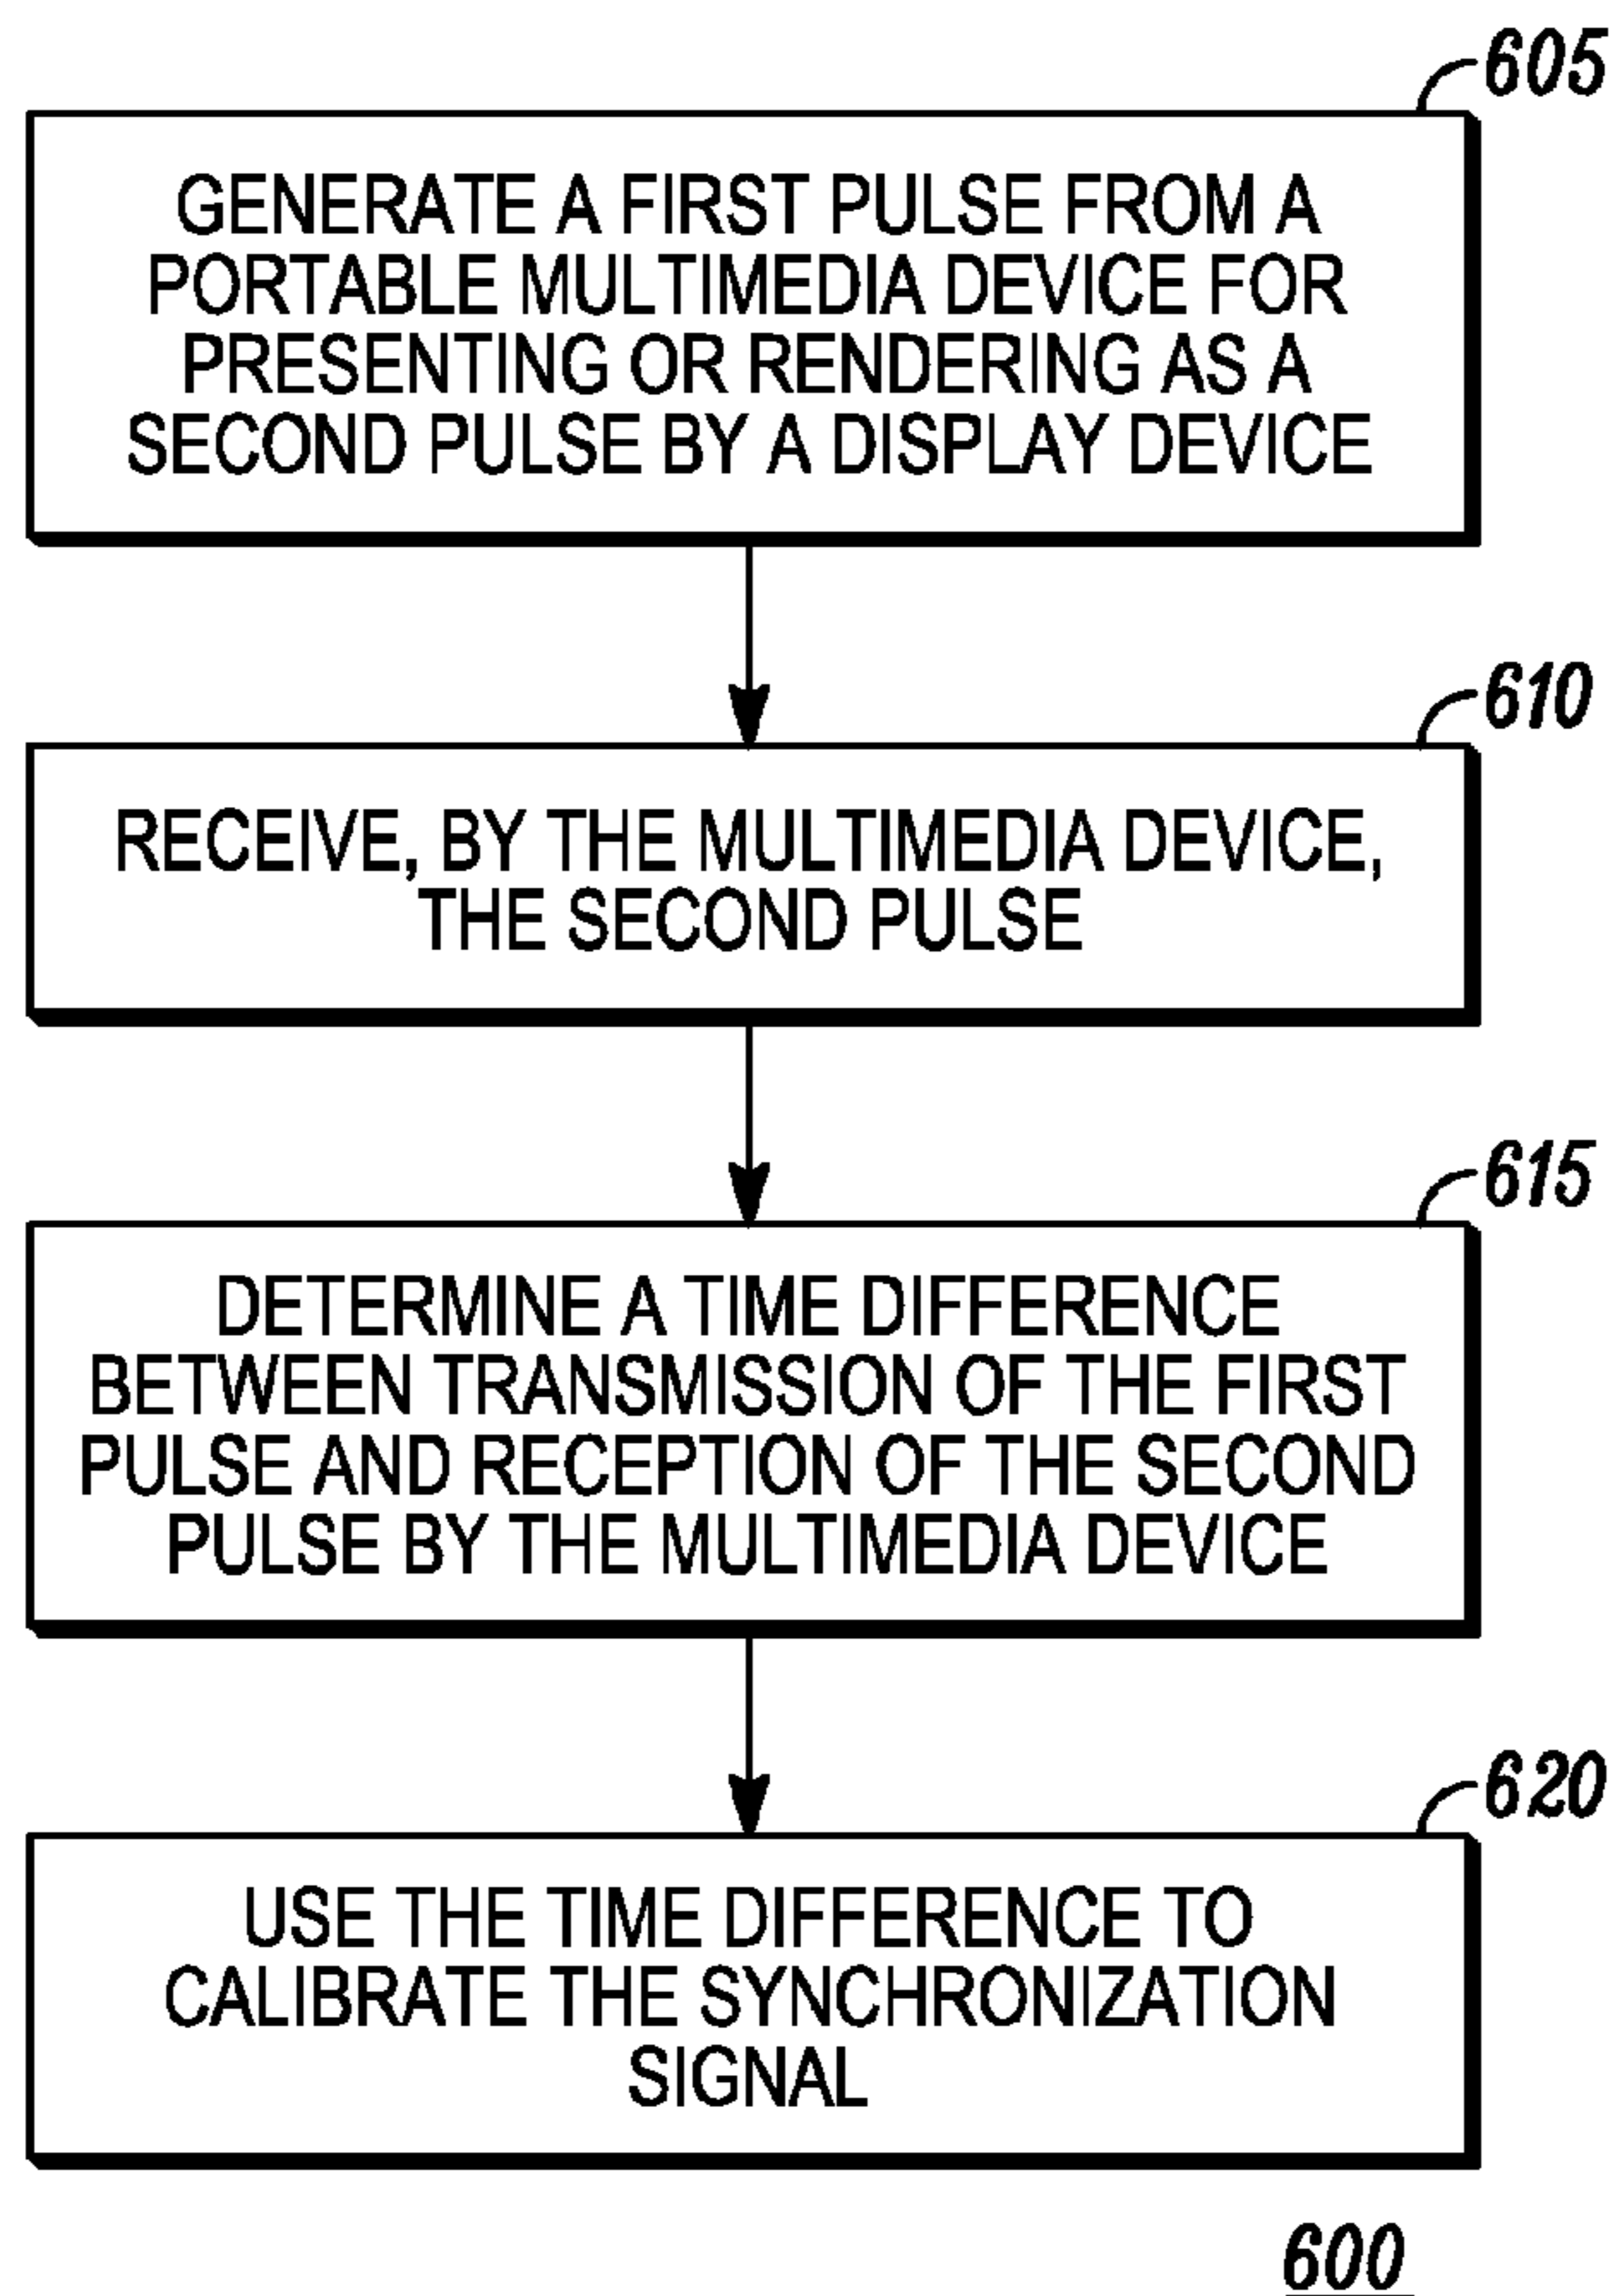 605
GENERATE A FIRST PULSE FROM A
PORTABLE MULTIMEDIA DEVICE FOR
PRESENTING OR RENDERING AS A
SECOND PULSE BY A DISPLAY DEVICE
610
RECEIVE, BY THE MULTIMEDIA DEVICE,
THE SECOND PULSE
615
DETERMINE A TIME DIFFERENCE
BETWEEN TRANSMISSION OF THE FIRST
PULSE AND RECEPTION OF THE SECOND
PULSE BY THE MULTIMEDIA DEVICE
620
USE THE TIME DIFFERENCE TO
CALIBRATE THE SYNCHRONIZATION
SIGNAL
600